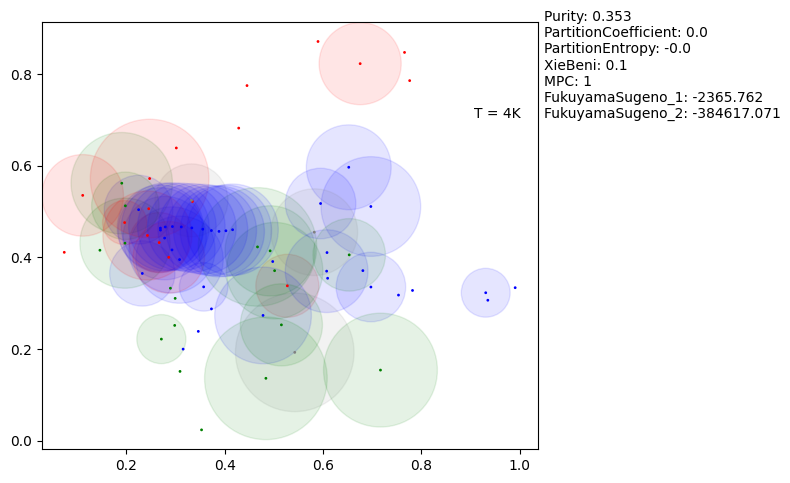 Purity: 0.353
PartitionCoefficient: 0.0
PartitionEntropy: -0.0
XieBeni: 0.1
MPC: 1
FukuyamaSugeno_1: -2365.762
FukuyamaSugeno_2: -384617.071
T = 4K
0.8
0.6
0.4
0.2
0.0
0.2
0.4
0.6
0.8
1.0